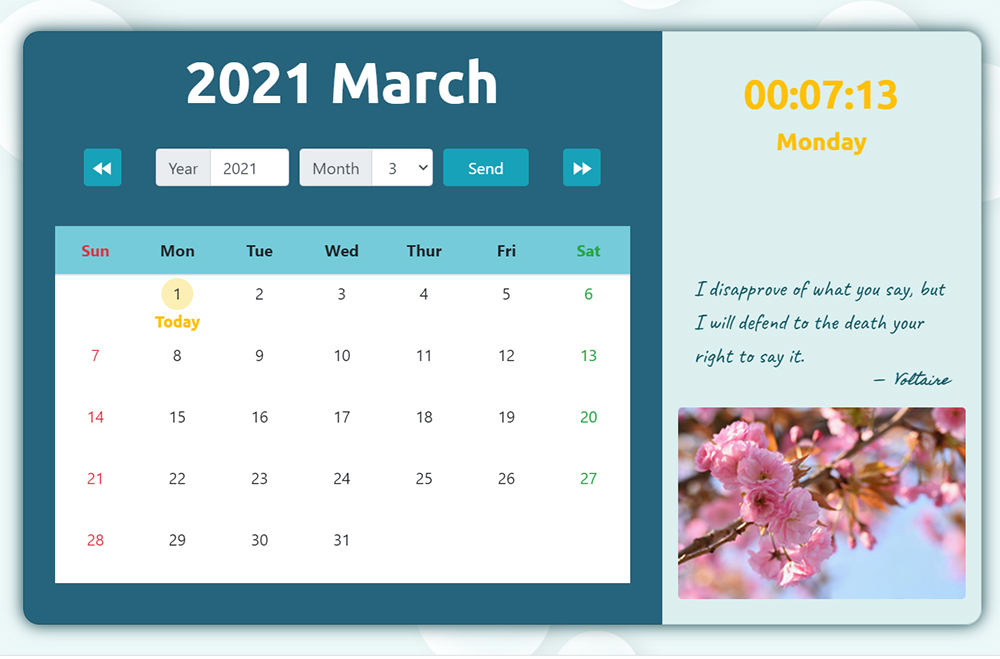 2021 March
Year 2021 Month 3 Send
Sun Mon Tue Wed Thur Fri Sat
1 2 3 4 5 6
Today
7 8 9 10 11 12 13
14 15 16 17 18 19 20
21 22 23 24 25 26 27
28 29 30 31
00:07:13
Monday
I disapprove of what you say, but
I will defend to the death your
right to say it.
– Voltaire